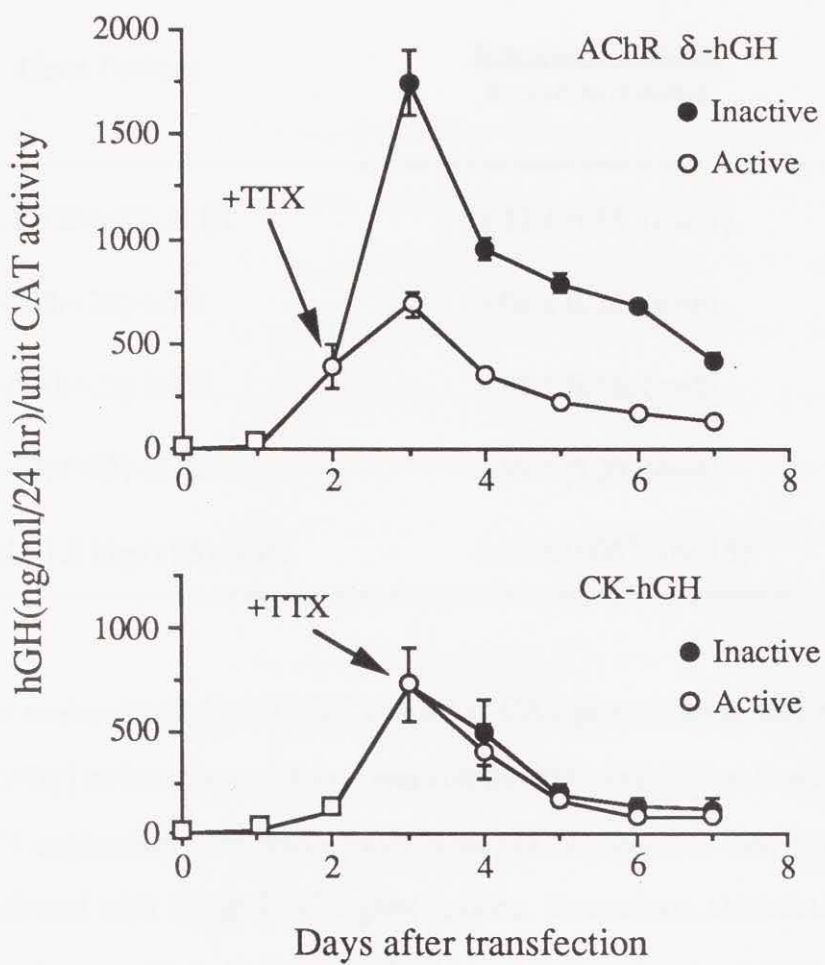 2000
AChR δ-hGH
Inactive
Active
+TTX
1500
1000
500
0
0 2 4 6 8
CK-hGH
Inactive
Active
+TTX
1000
500
0
0 2 4 6 8
hGH(ng/ml/24 hr)/unit CAT activity
Days after transfection